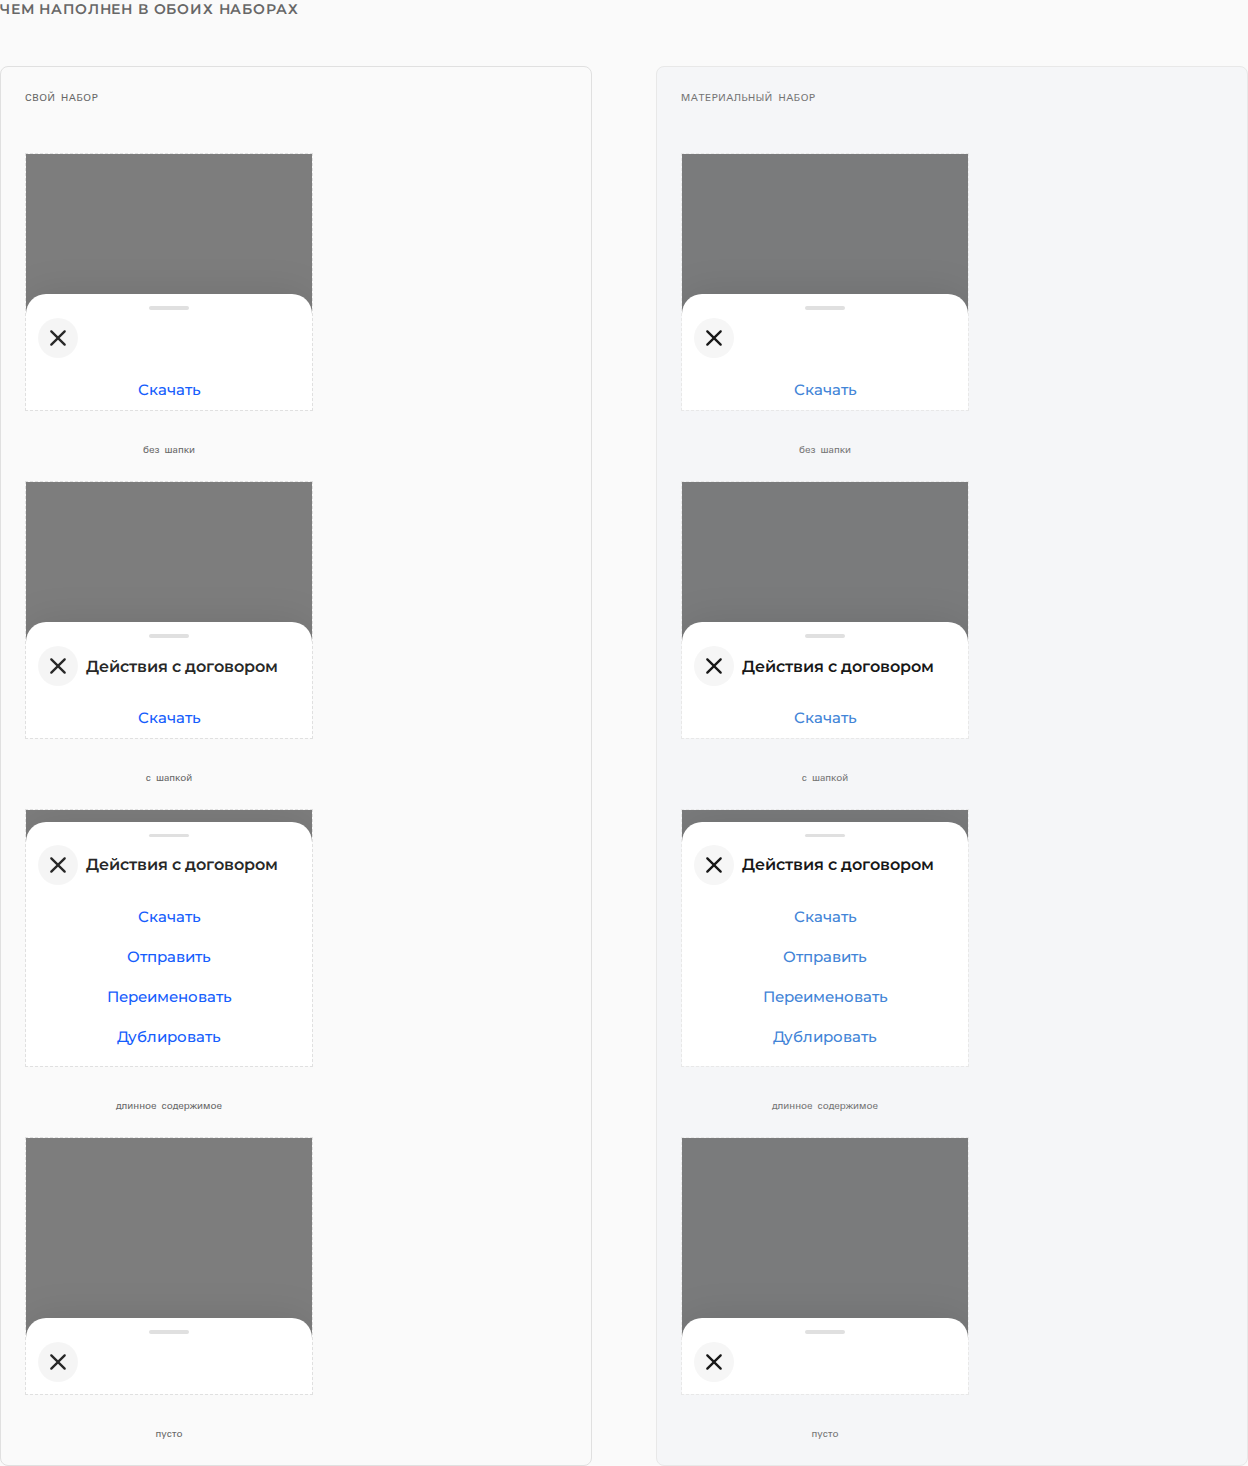 ЧЕМ НАПОЛНЕН В ОБОИХ НАБОРАХ
СВОЙ НАБОР
Скачать
без шапки
Действия с договором
Скачать
с шапкой
Действия с договором
Скачать
Отправить
Переименовать
Дублировать
длинное содержимое
пусто
МАТЕРИАЛЬНЫЙ НАБОР
Скачать
без шапки
Действия с договором
Скачать
с шапкой
Действия с договором
Скачать
Отправить
Переименовать
Дублировать
длинное содержимое
пусто